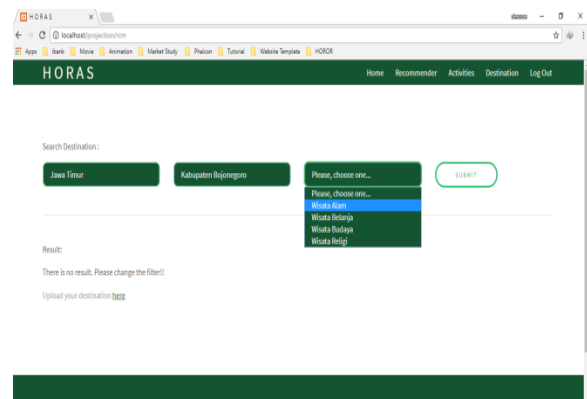 HORAS
localhost/projection/rcm
Apps ibank Movie Animation Market Study Phalcon Tutorial Website Template HOROR
HORAS Home Recommender Activities Destination Log Out
Search Destination :
Jawa Timur Kabupaten Bojonegoro Please, choose one... SUBMIT
Please, choose one...
Wisata Alam
Wisata Belanja
Wisata Budaya
Wisata Religi
Result:
There is no result. Please change the filter!!
Upload your destination here